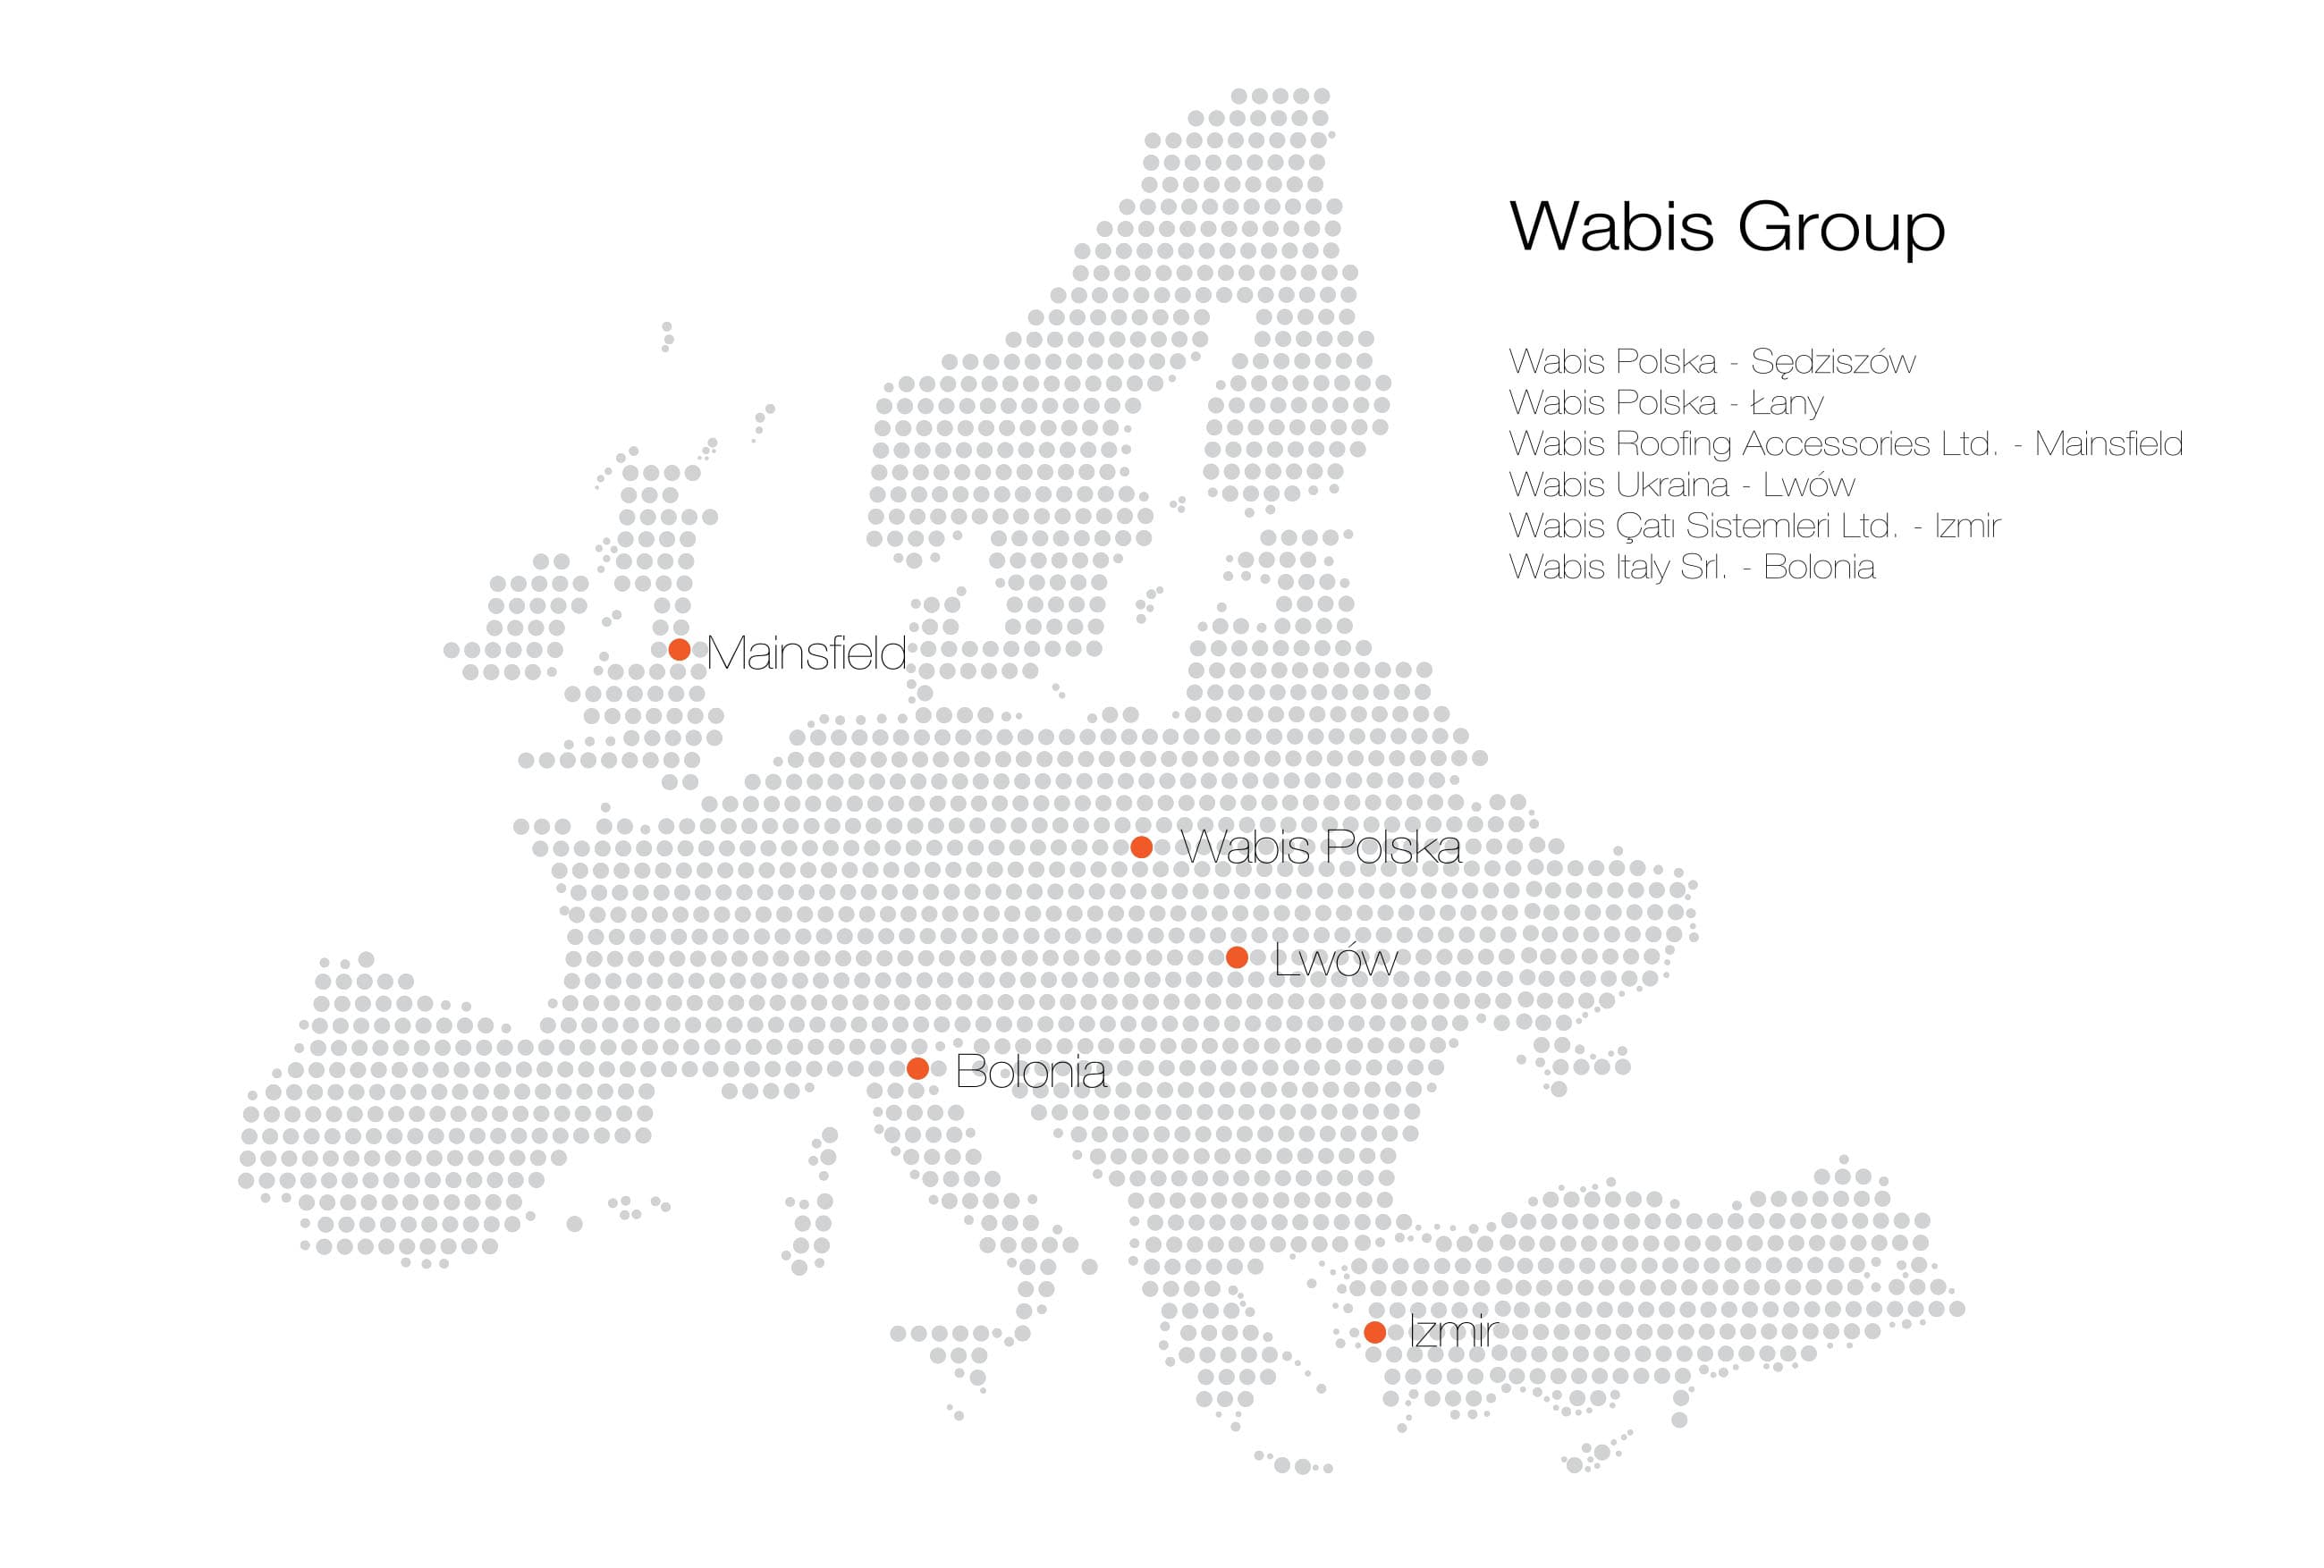 Wabis Group
Wabis Polska - Sędziszów
Wabis Polska - Łany
Wabis Roofing Accessories Ltd. - Mainsfield
Wabis Ukraina - Lwów
Wabis Çatı Sistemleri Ltd. - Izmir
Wabis Italy Srl. - Bolonia
Mainsfield
Wabis Polska
Lwów
Bolonia
Izmir